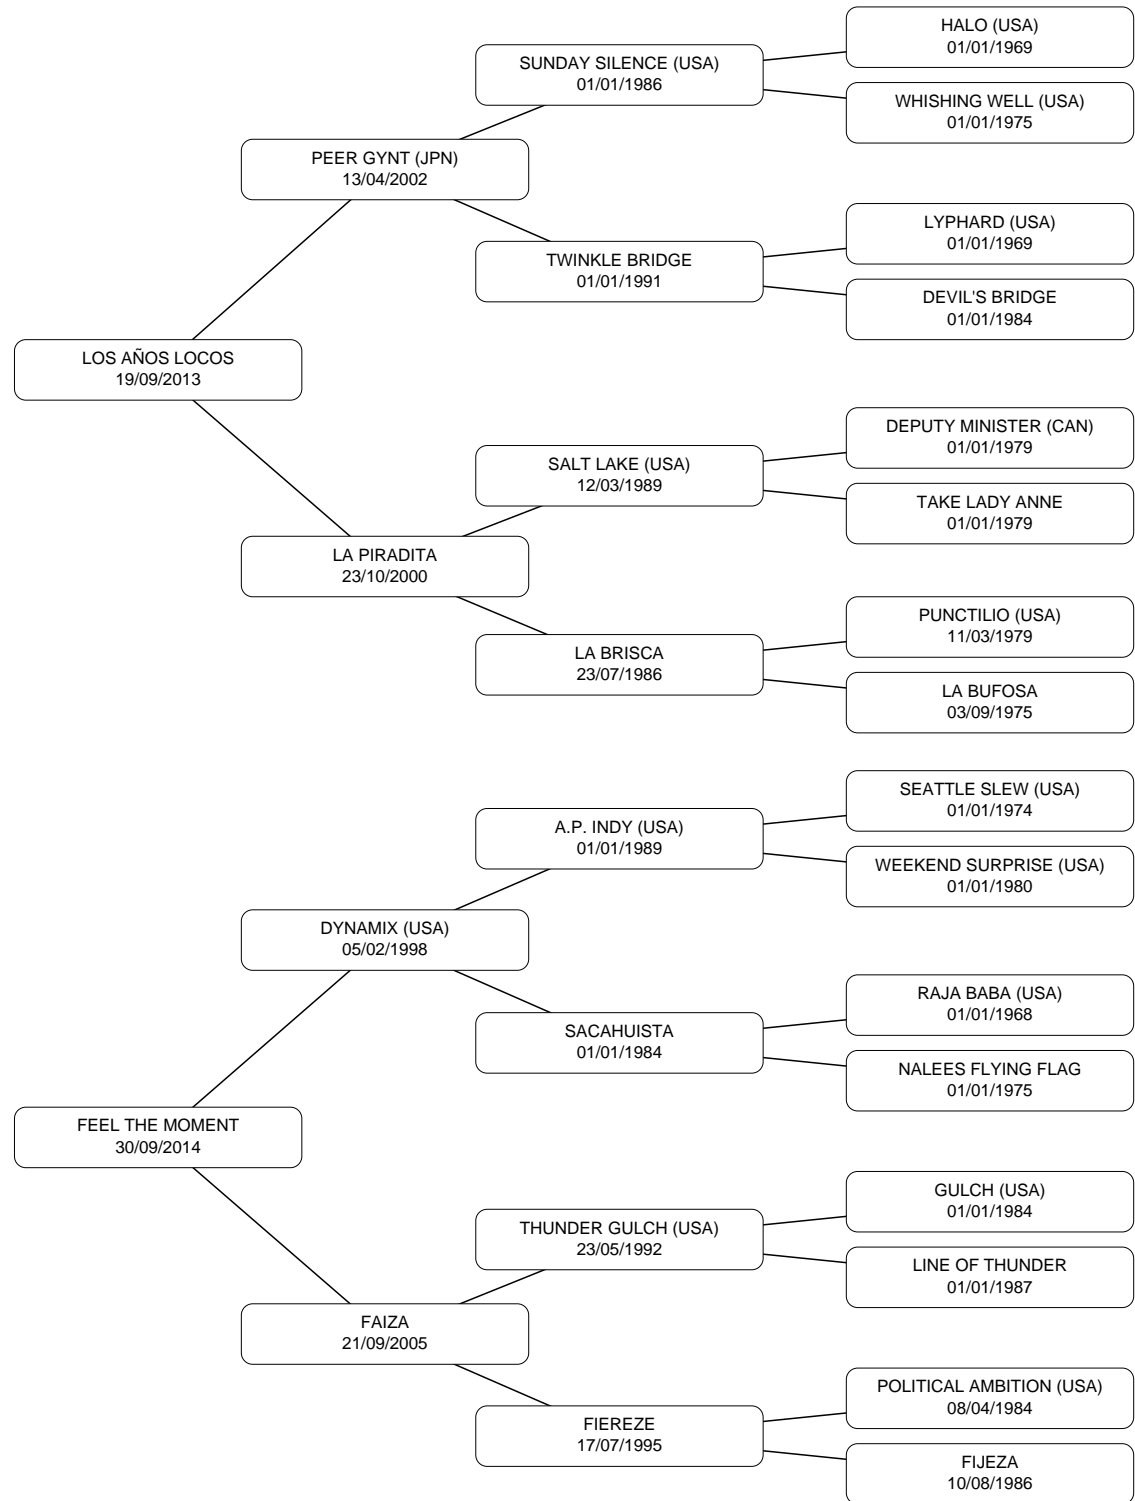 HALO (USA)
01/01/1969
SUNDAY SILENCE (USA)
01/01/1986
WHISHING WELL (USA)
01/01/1975
PEER GYNT (JPN)
13/04/2002
LYPHARD (USA)
01/01/1969
TWINKLE BRIDGE
01/01/1991
DEVIL'S BRIDGE
01/01/1984
LOS AÑOS LOCOS
19/09/2013
DEPUTY MINISTER (CAN)
01/01/1979
SALT LAKE (USA)
12/03/1989
TAKE LADY ANNE
01/01/1979
LA PIRADITA
23/10/2000
PUNCTILIO (USA)
11/03/1979
LA BRISCA
23/07/1986
LA BUFOSA
03/09/1975
SEATTLE SLEW (USA)
01/01/1974
A.P. INDY (USA)
01/01/1989
WEEKEND SURPRISE (USA)
01/01/1980
DYNAMIX (USA)
05/02/1998
RAJA BABA (USA)
01/01/1968
SACAHUISTA
01/01/1984
NALEES FLYING FLAG
01/01/1975
FEEL THE MOMENT
30/09/2014
GULCH (USA)
01/01/1984
THUNDER GULCH (USA)
23/05/1992
LINE OF THUNDER
01/01/1987
FAIZA
21/09/2005
POLITICAL AMBITION (USA)
08/04/1984
FIEREZE
17/07/1995
FIJEZA
10/08/1986